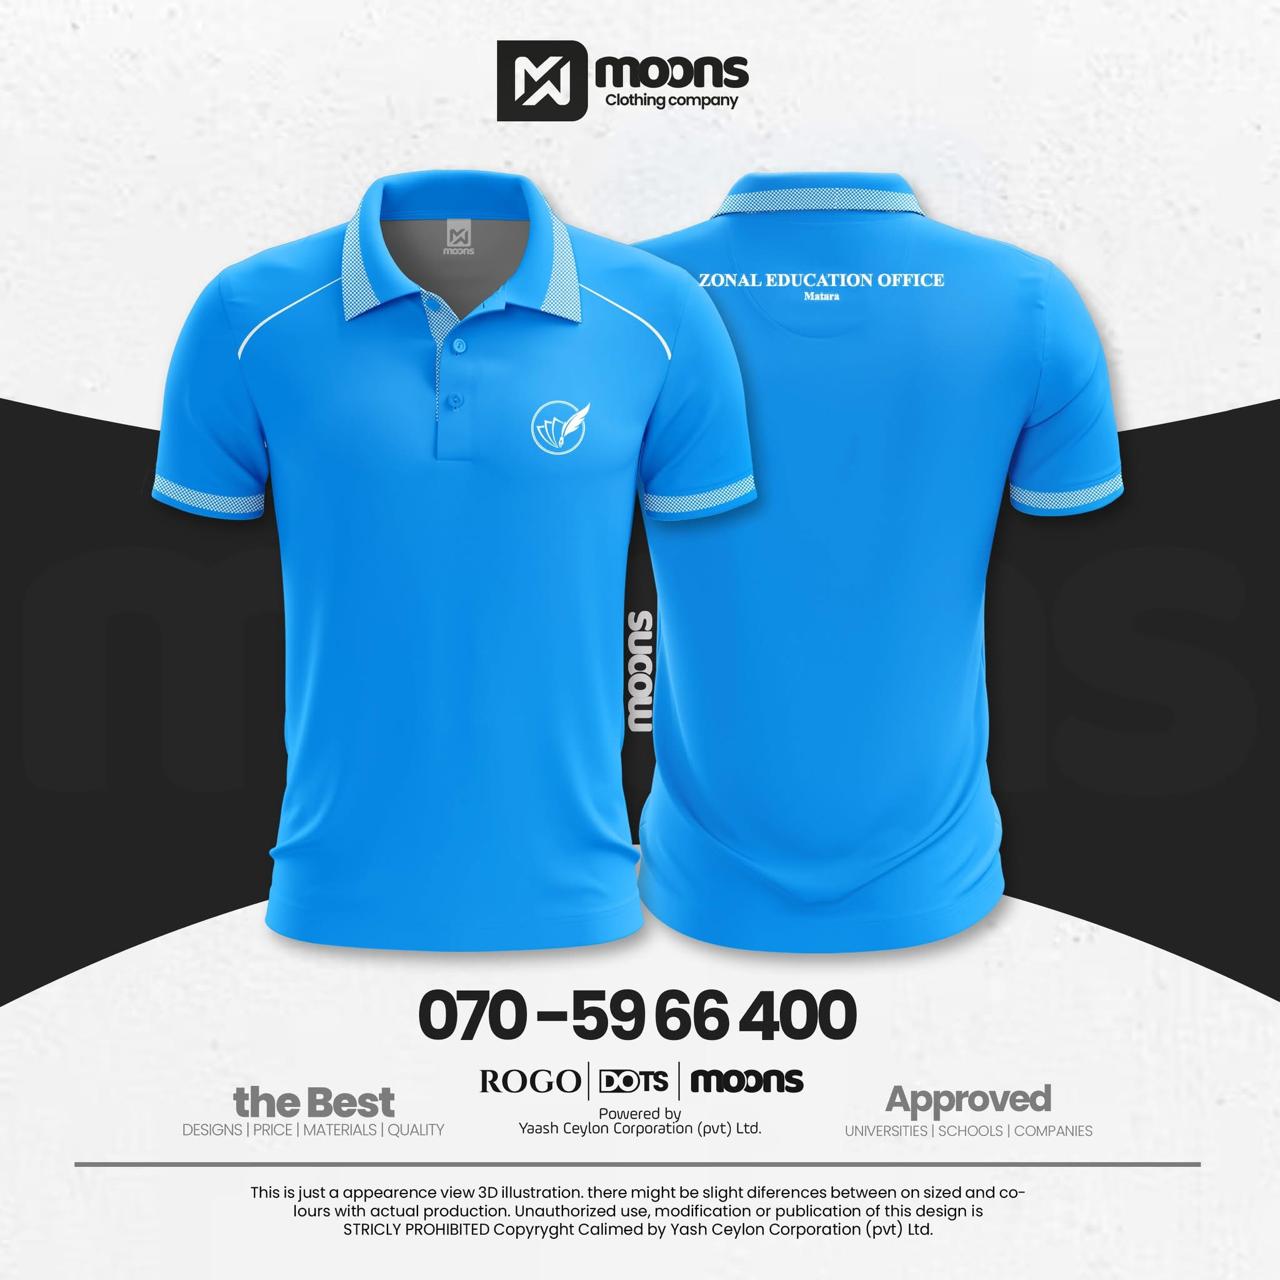 moons
Clothing company
moons
ZONAL EDUCATION OFFICE
Matara
moons
070-59 66 400
ROGO | DOTS | moons
the Best
DESIGNS | PRICE | MATERIALS | QUALITY
Powered by
Yaash Ceylon Corporation (pvt) Ltd.
Approved
UNIVERSITIES | SCHOOLS | COMPANIES
This is just a appearence view 3D illustration. there might be slight diferences between on sized and co-
lours with actual production. Unauthorized use, modification or publication of this design is
STRICLY PROHIBITED Copyryght Calimed by Yash Ceylon Corporation (pvt) Ltd.